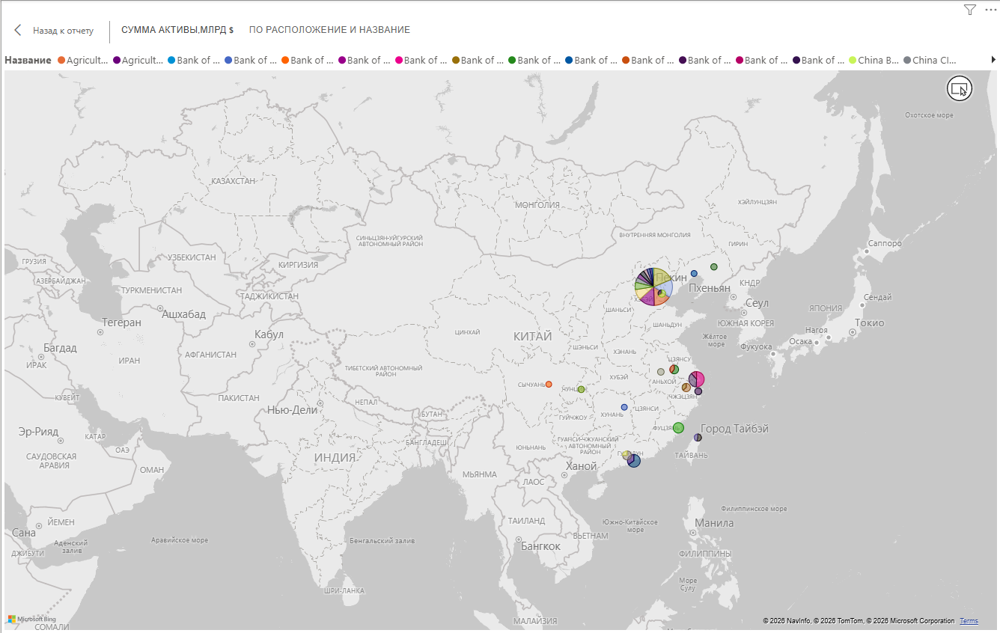 Назад к отчету
СУММА АКТИВЫ,МЛРД $
ПО РАСПОЛОЖЕНИЕ И НАЗВАНИЕ
Название Agricult... Agricult... Bank of ... Bank of ... Bank of ... Bank of ... Bank of ... Bank of ... Bank of ... Bank of ... Bank of ... Bank of ... Bank of ... Bank of ... China B... China CI...
Охотское море
КАЗАХСТАН
МОНГОЛИЯ
ХЭЙЛУНЦЗЯН
СИНЬЦЗЯН-УЙГУРСКИЙ
АВТОНОМНЫЙ РАЙОН
ВНУТРЕННЯЯ МОНГОЛИЯ
ГИРИН
Саппоро
ГРУЗИЯ
УЗБЕКИСТАН
КИРГИЗИЯ
АЗЕРБАЙДЖАН
ТУРКМЕНИСТАН
ТАДЖИКИСТАН
Пекин
Пхеньян
КНДР
ХЭБЭЙ
Сеул
Сендай
Ашхабад
ШАНЬСИ
ЯПОНИЯ
Тегеран
ШАНЬДУН
ЮЖНАЯ КОРЕЯ
Токио
Кабул
ЦИНХАЙ
КИТАЙ
Жёлтое
море
Нагоя
Осака
Фукуока
Багдад
ИРАК
ИРАН
АФГАНИСТАН
ШЭНЬСИ
ХЭНАНЬ
ЦЗЯНСУ
ТИБЕТСКИЙ АВТОНОМНЫЙ
РАЙОН
ХУБЭЙ
АНЬХОЙ
СЫЧУАНЬ
ЧУНЦИН
ЧЖЭЦЗЯН
КУВЕЙТ
ПАКИСТАН
Нью-Дели
НЕПАЛ
БУТАН
ХУНАНЬ
ЦЗЯНСИ
ГУЙЧЖОУ
Эр-Рияд
КАТАР
ФУЦЗЯНЬ
Город Тайбэй
САУДОВСКАЯ
АРАВИЯ
ОАЭ
БАНГЛАДЕШ
ЮНЬНАНЬ
ГУАНСИ-ЧЖУАНСКИЙ
АВТОНОМНЫЙ
РАЙОН
ГУАНДУН
ТАЙВАНЬ
ИНДИЯ
ОМАН
МЬЯНМА
Ханой
ЛАОС
Филиппинское море
ЙЕМЕН
Сана
ТАИЛАНД
Южно-Китайское
море
Манила
Аденский
залив
Аравийское море
Бенгальский залив
ВЬЕТНАМ
Бангкок
ДЖИБУТИ
ФИЛИППИНЫ
Море
Сулу
ШРИ-ЛАНКА
Microsoft Bing
СОМАЛИ
МАЛАЙЗИЯ
© 2026 NavInfo, © 2026 TomTom, © 2026 Microsoft Corporation Terms